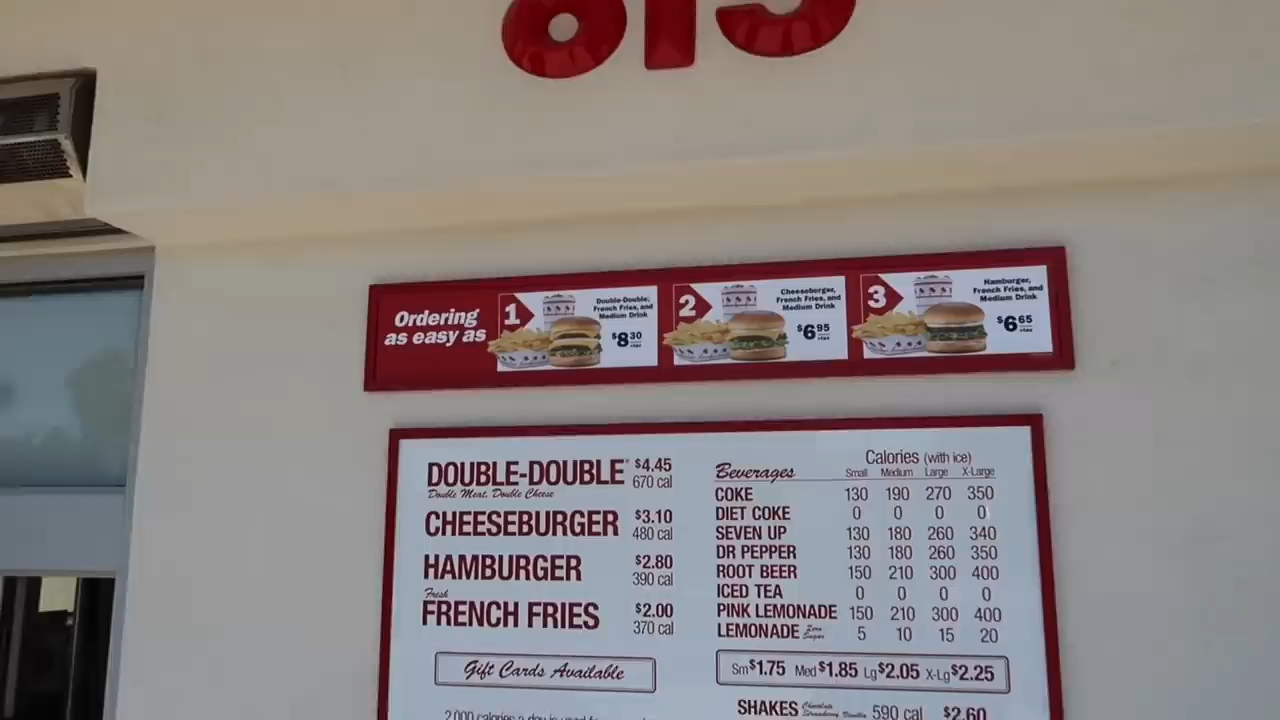 815
Ordering
as easy as
1
Double-Double,
French Fries, and
Medium Drink
$8.30
+tax
2
Cheeseburger,
French Fries, and
Medium Drink
$6.95
+tax
3
Hamburger,
French Fries, and
Medium Drink
$6.65
+tax
DOUBLE-DOUBLE® $4.45
Double Meat, Double Cheese 670 cal
CHEESEBURGER $3.10
480 cal
HAMBURGER $2.80
390 cal
Fresh
FRENCH FRIES $2.00
370 cal
Gift Cards Available
Calories (with ice)
Beverages Small Medium Large X-Large
COKE 130 190 270 350
DIET COKE 0 0 0 0
SEVEN UP 130 180 260 340
DR PEPPER 130 180 260 350
ROOT BEER 150 210 300 400
ICED TEA 0 0 0 0
PINK LEMONADE 150 210 300 400
LEMONADE Zero Sugar 5 10 15 20
Sm $1.75 Med $1.85 Lg $2.05 X-Lg $2.25
SHAKES Chocolate Strawberry Vanilla 590 cal $2.60
2,000 calories a day is used for